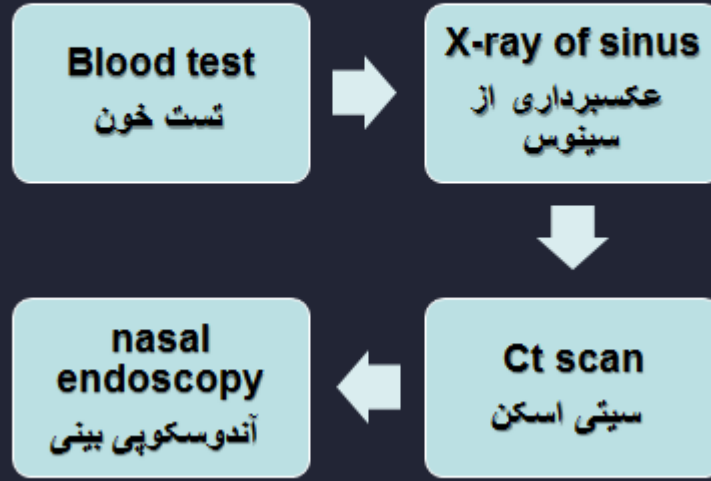 Blood test
تست خون
X-ray of sinus
عکسبرداری از
سینوس
Ct scan
سیتی اسکن
nasal
endoscopy
آندوسکوپی بینی